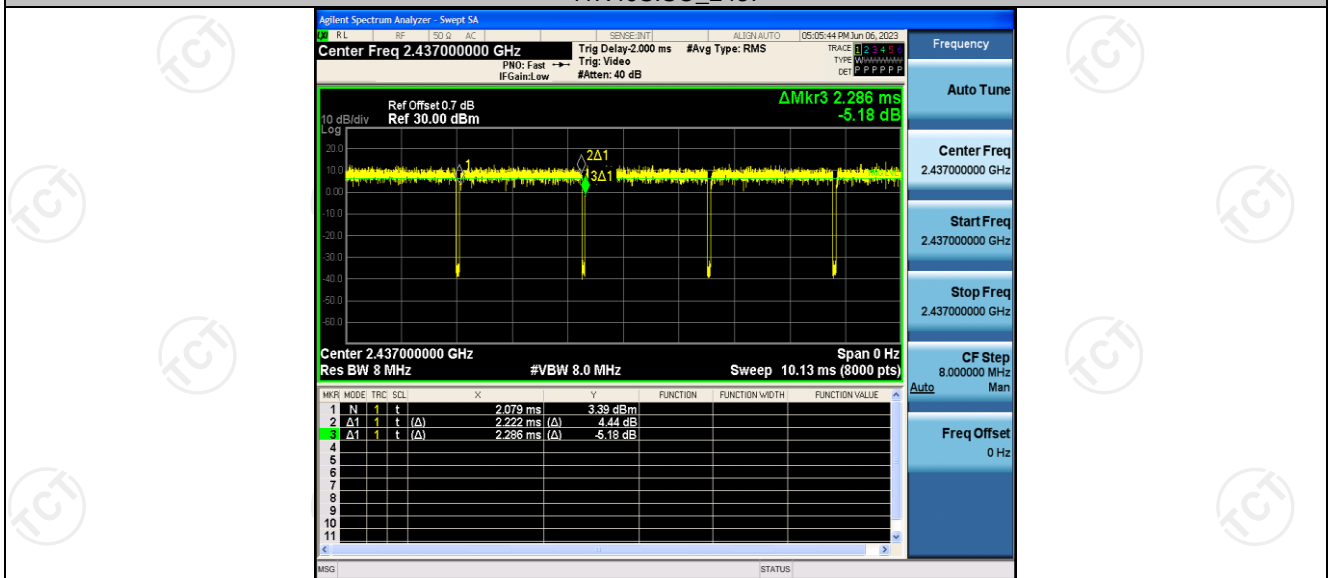 Agilent Spectrum Analyzer - Swept SA
RL RF 50 Ω AC SENSE:INT ALIGN AUTO 05:05:44 PM Jun 06, 2023
Center Freq 2.437000000 GHz
Trig Delay-2.000 ms #Avg Type: RMS
TRACE 1 2 3 4 5 6
PNO: Fast
Trig: Video
TYPE
IFGain:Low
#Atten: 40 dB
DET P P P P P P
Frequency
Auto Tune
Center Freq
2.437000000 GHz
Start Freq
2.437000000 GHz
Stop Freq
2.437000000 GHz
CF Step
8.000000 MHz
Auto Man
Freq Offset
0 Hz
ΔMkr3 2.286 ms
-5.18 dB
Ref Offset 0.7 dB
10 dB/div Ref 30.00 dBm
Log
20.0
10.0
0.00
-10.0
-20.0
-30.0
-40.0
-50.0
-60.0
1
2Δ1
3Δ1
Center 2.437000000 GHz Span 0 Hz
Res BW 8 MHz #VBW 8.0 MHz Sweep 10.13 ms (8000 pts)
MKR MODE TRC SCL X Y FUNCTION FUNCTION WIDTH FUNCTION VALUE
1 N 1 t 2.079 ms 3.39 dBm
2 Δ1 1 t (Δ) 2.222 ms (Δ) 4.44 dB
3 Δ1 1 t (Δ) 2.286 ms (Δ) -5.18 dB
4
5
6
7
8
9
10
11
MSG STATUS
TCT
TCT
TCT
TCT
TCT
TCT
TCT
TCT